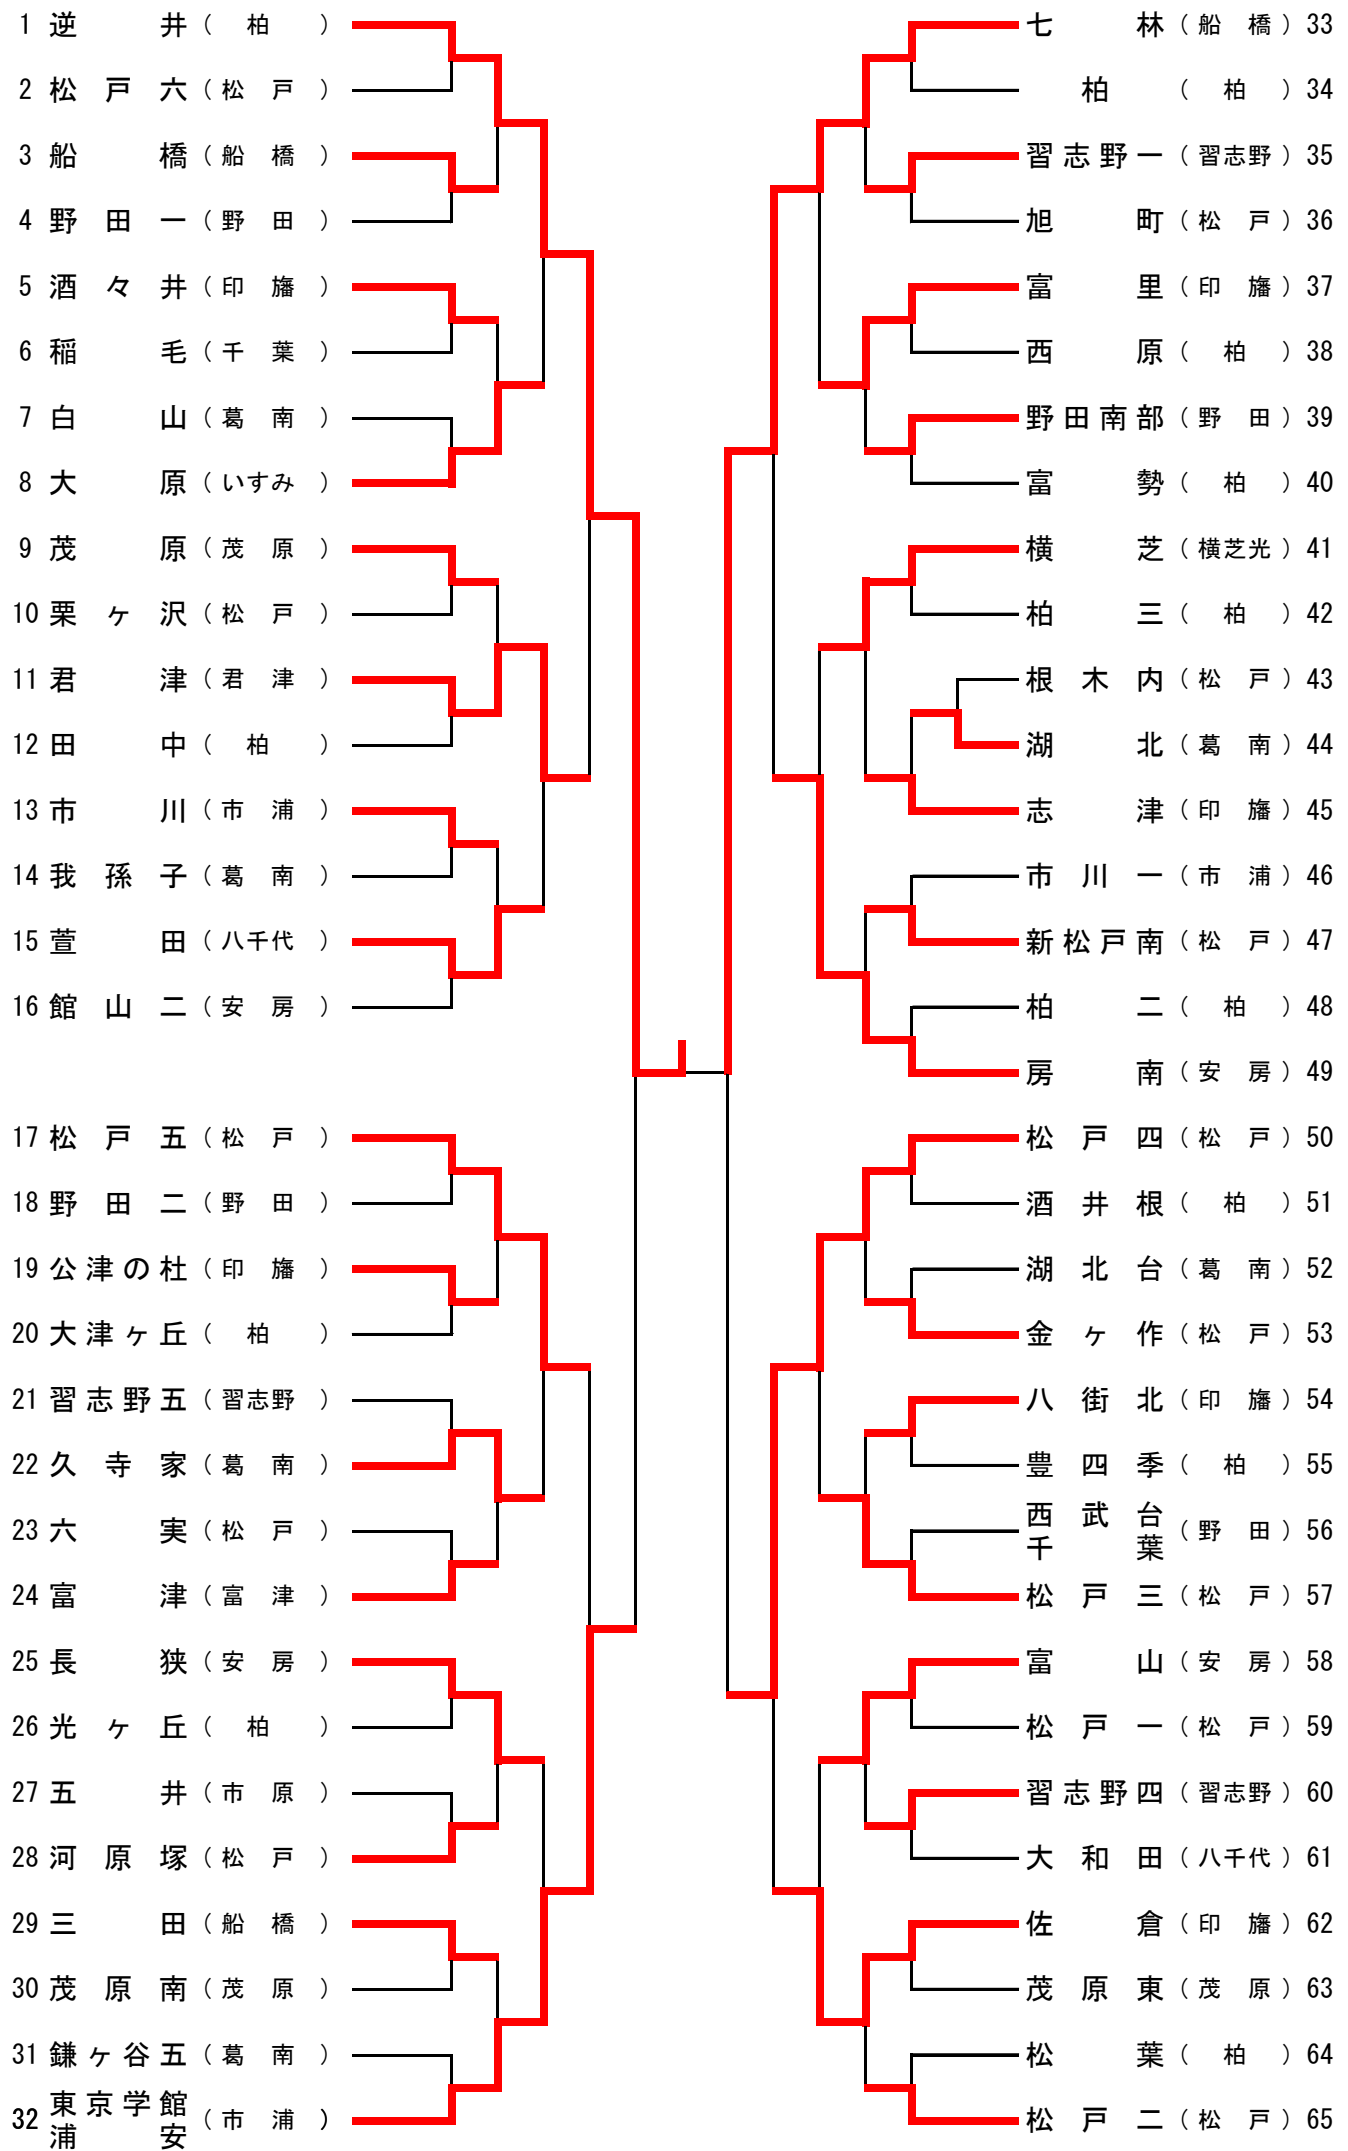 1 逆井 (柏)
2 松戸六 (松戸)
3 船橋 (船橋)
4 野田一 (野田)
5 酒々井 (印旛)
6 稲毛 (千葉)
7 白山 (葛南)
8 大原 (いすみ)
9 茂原 (茂原)
10 栗ヶ沢 (松戸)
11 君津 (君津)
12 田中 (柏)
13 市川 (市浦)
14 我孫子 (葛南)
15 萱田 (八千代)
16 館山二 (安房)
17 松戸五 (松戸)
18 野田二 (野田)
19 公津の杜 (印旛)
20 大津ヶ丘 (柏)
21 習志野五 (習志野)
22 久寺家 (葛南)
23 六実 (松戸)
24 富津 (富津)
25 長狭 (安房)
26 光ヶ丘 (柏)
27 五井 (市原)
28 河原塚 (松戸)
29 三田 (船橋)
30 茂原南 (茂原)
31 鎌ヶ谷五 (葛南)
32 東京学館
浦安 (市浦)
七林 (船橋) 33
柏 (柏) 34
習志野一 (習志野) 35
旭町 (松戸) 36
富里 (印旛) 37
西原 (柏) 38
野田南部 (野田) 39
富勢 (柏) 40
横芝 (横芝光) 41
柏三 (柏) 42
根木内 (松戸) 43
湖北 (葛南) 44
志津 (印旛) 45
市川一 (市浦) 46
新松戸南 (松戸) 47
柏二 (柏) 48
房南 (安房) 49
松戸四 (松戸) 50
酒井根 (柏) 51
湖北台 (葛南) 52
金ヶ作 (松戸) 53
八街北 (印旛) 54
豊四季 (柏) 55
西武台
千葉 (野田) 56
松戸三 (松戸) 57
富山 (安房) 58
松戸一 (松戸) 59
習志野四 (習志野) 60
大和田 (八千代) 61
佐倉 (印旛) 62
茂原東 (茂原) 63
松葉 (柏) 64
松戸二 (松戸) 65